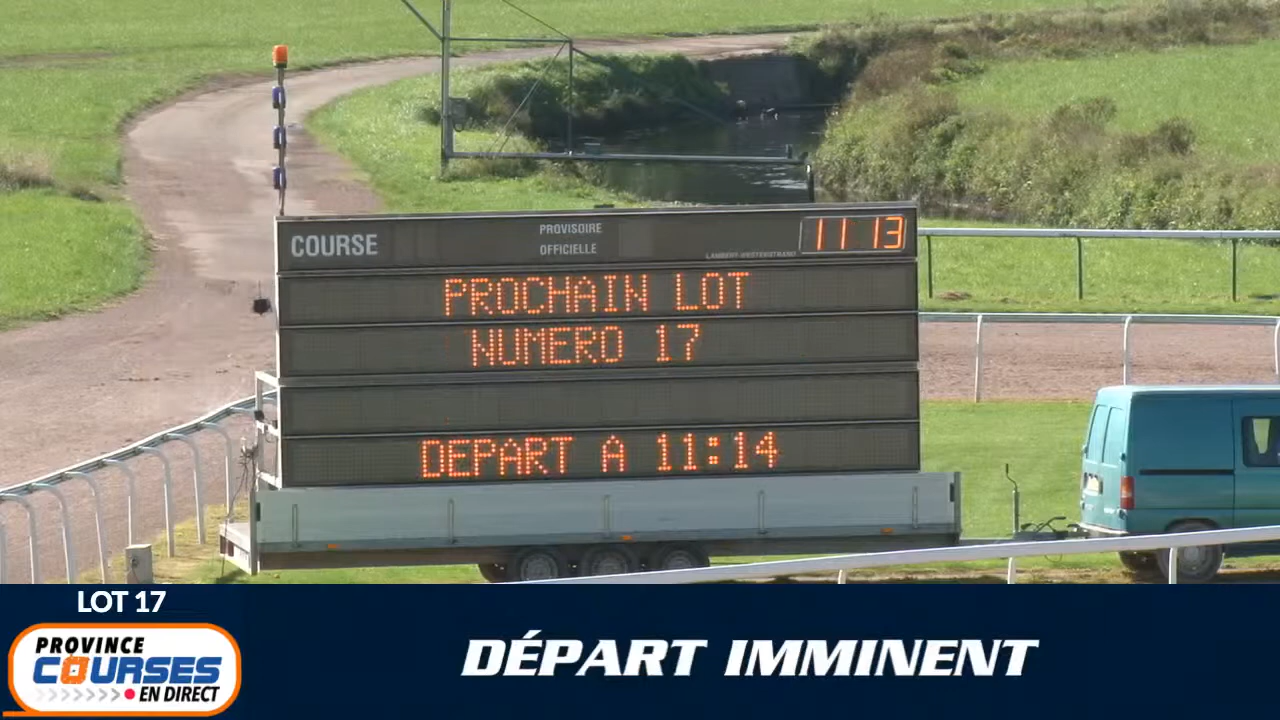 COURSE
PROVISOIRE
OFFICIELLE
11 13
PROCHAIN LOT
NUMERO 17
DEPART A 11:14
LOT 17
PROVINCE
COURSES
EN DIRECT
DÉPART IMMINENT